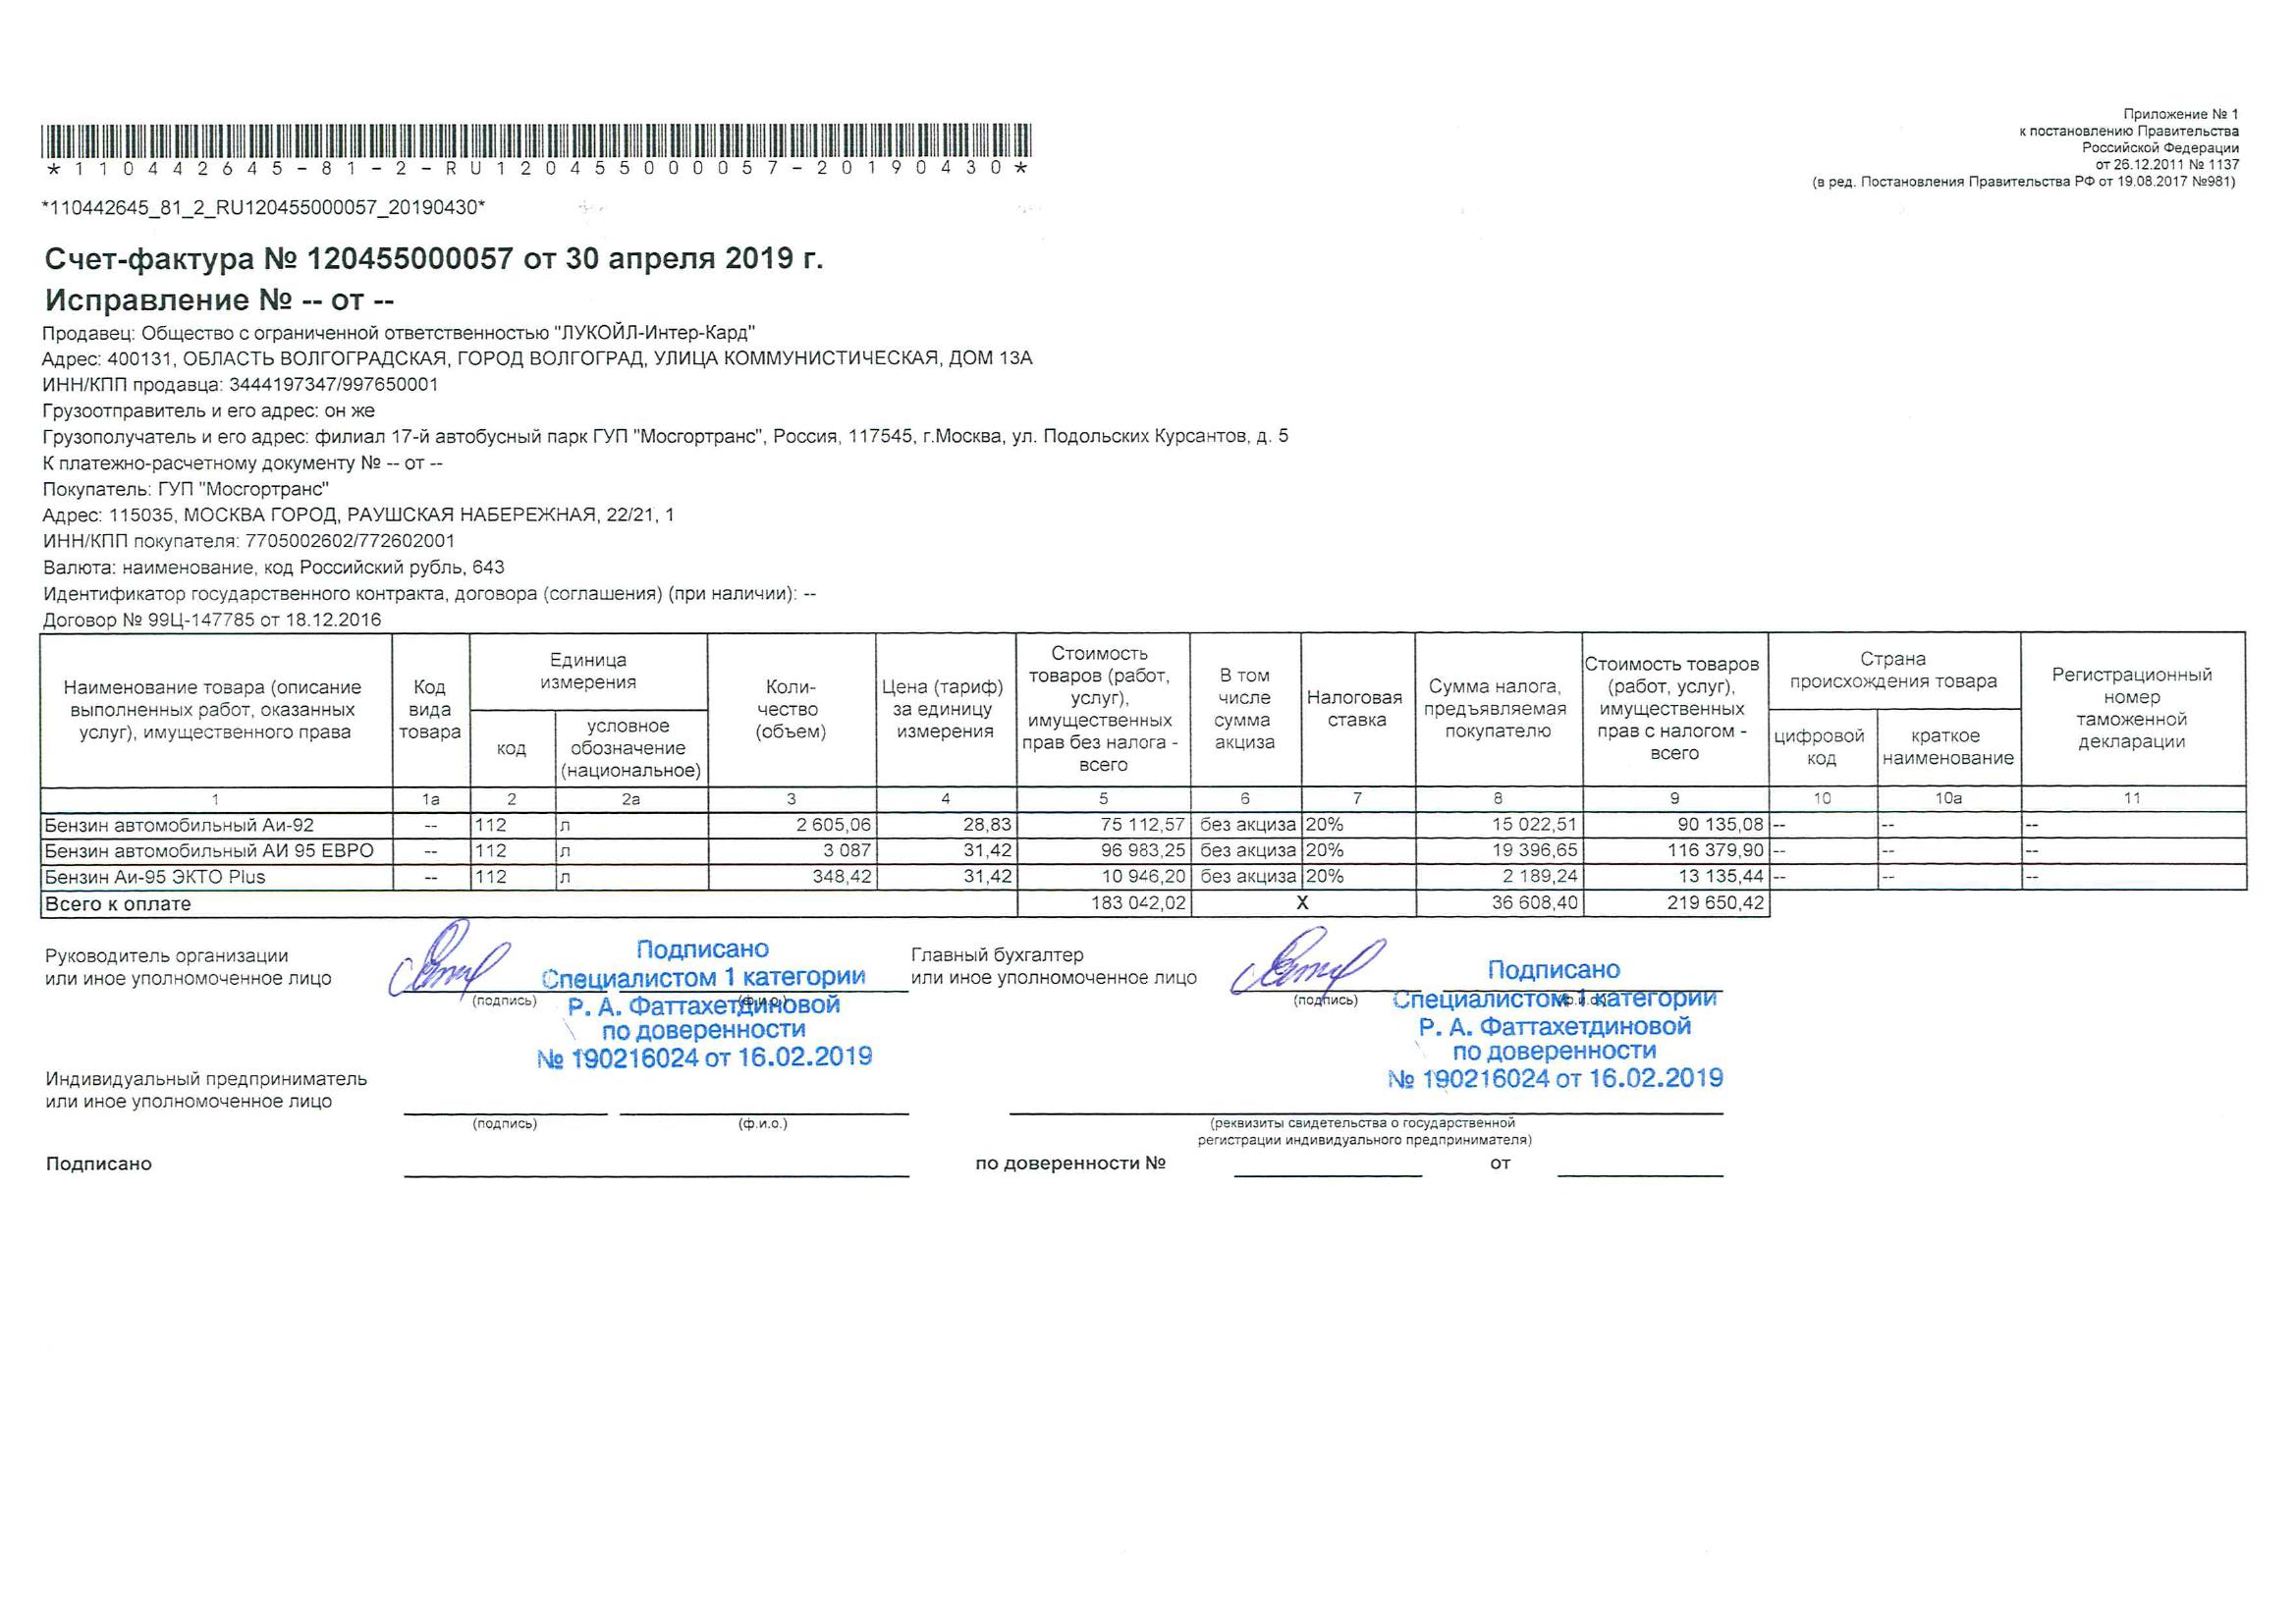 Приложение № 1
к постановлению Правительства
Российской Федерации
от 26.12.2011 № 1137
(в ред. Постановления Правительства РФ от 19.08.2017 №981)
*110442645-81-2-RU120455000057-20190430*
*110442645_81_2_RU120455000057_20190430*
Счет-фактура № 120455000057 от 30 апреля 2019 г.
Исправление № -- от --
Продавец: Общество с ограниченной ответственностью "ЛУКОЙЛ-Интер-Кард"
Адрес: 400131, ОБЛАСТЬ ВОЛГОГРАДСКАЯ, ГОРОД ВОЛГОГРАД, УЛИЦА КОММУНИСТИЧЕСКАЯ, ДОМ 13А
ИНН/КПП продавца: 3444197347/997650001
Грузоотправитель и его адрес: он же
Грузополучатель и его адрес: филиал 17-й автобусный парк ГУП "Мосгортранс", Россия, 117545, г.Москва, ул. Подольских Курсантов, д. 5
К платежно-расчетному документу № -- от --
Покупатель: ГУП "Мосгортранс"
Адрес: 115035, МОСКВА ГОРОД, РАУШСКАЯ НАБЕРЕЖНАЯ, 22/21, 1
ИНН/КПП покупателя: 7705002602/772602001
Валюта: наименование, код Российский рубль, 643
Идентификатор государственного контракта, договора (соглашения) (при наличии): --
Договор № 99Ц-147785 от 18.12.2016
Наименование товара (описание
выполненных работ, оказанных
услуг), имущественного права
Код
вида
товара
Единица
измерения
код
условное
обозначение
(национальное)
Коли-
чество
(объем)
Цена (тариф)
за единицу
измерения
Стоимость
товаров (работ,
услуг),
имущественных
прав без налога -
всего
В том
числе
сумма
акциза
Налоговая
ставка
Сумма налога,
предъявляемая
покупателю
Стоимость товаров
(работ, услуг),
имущественных
прав с налогом -
всего
Страна
происхождения товара
цифровой
код
краткое
наименование
Регистрационный
номер
таможенной
декларации
1 1а 2 2а 3 4 5 6 7 8 9 10 10а 11
Бензин автомобильный Аи-92 -- 112 л 2 605,06 28,83 75 112,57 без акциза 20% 15 022,51 90 135,08 -- -- --
Бензин автомобильный АИ 95 ЕВРО -- 112 л 3 087 31,42 96 983,25 без акциза 20% 19 396,65 116 379,90 -- -- --
Бензин Аи-95 ЭКТО Plus -- 112 л 348,42 31,42 10 946,20 без акциза 20% 2 189,24 13 135,44 -- -- --
Всего к оплате 183 042,02 X 36 608,40 219 650,42
Руководитель организации
или иное уполномоченное лицо
(подпись)
(ф.и.о.)
Подписано
Специалистом 1 категории
Р. А. Фаттахетдиновой
по доверенности
№ 190216024 от 16.02.2019
Главный бухгалтер
или иное уполномоченное лицо
(подпись)
(ф.и.о.)
Подписано
Специалистом 1 категории
Р. А. Фаттахетдиновой
по доверенности
№ 190216024 от 16.02.2019
Индивидуальный предприниматель
или иное уполномоченное лицо
(подпись)
(ф.и.о.)
(реквизиты свидетельства о государственной
регистрации индивидуального предпринимателя)
Подписано по доверенности № от